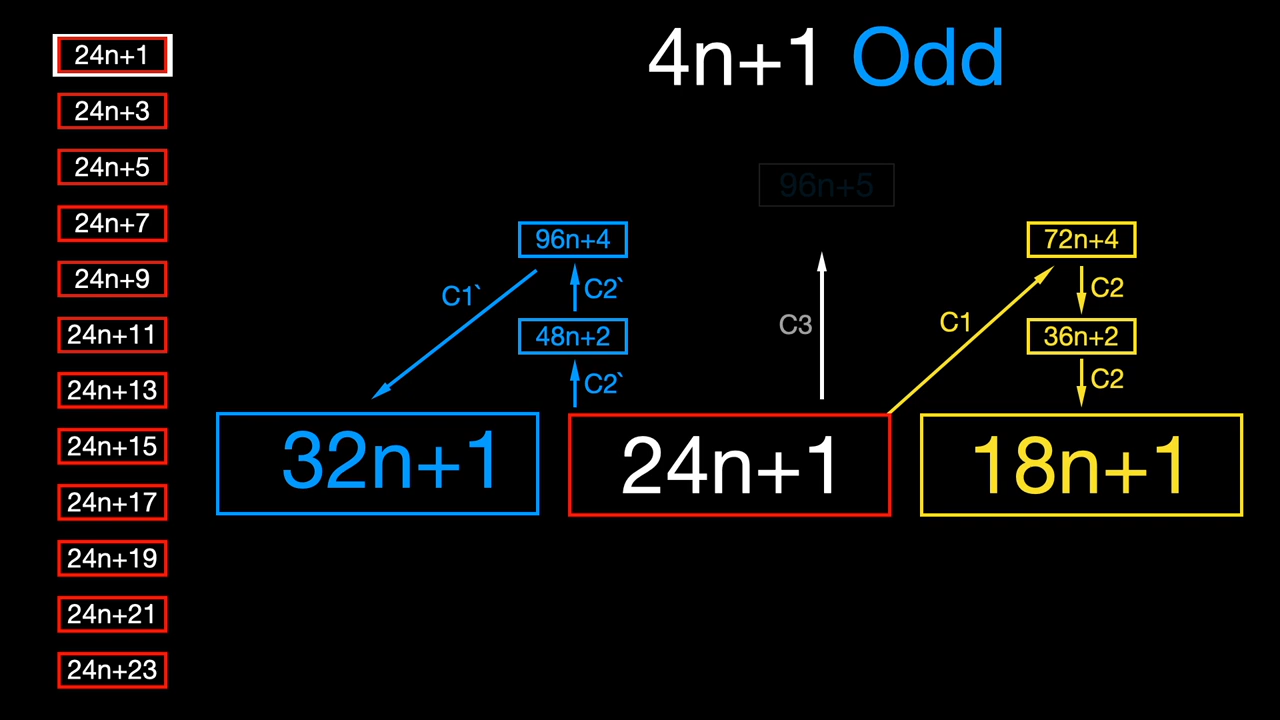 24n+1
24n+3
24n+5
24n+7
24n+9
24n+11
24n+13
24n+15
24n+17
24n+19
24n+21
24n+23
4n+1 Odd
96n+5
96n+4
72n+4
C1`
C2`
C2
C3
C1
48n+2
36n+2
C2`
C2
32n+1
24n+1
18n+1